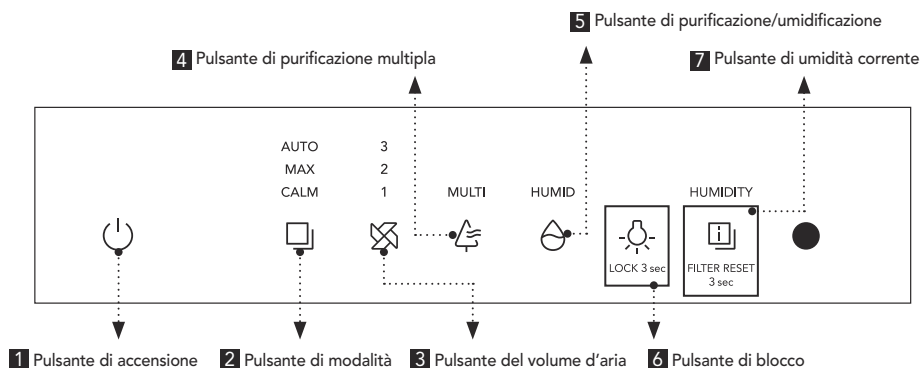 5 Pulsante di purificazione/umidificazione
4 Pulsante di purificazione multipla
7 Pulsante di umidità corrente
AUTO 3
MAX 2
CALM 1
MULTI
HUMID
HUMIDITY
LOCK 3 sec
FILTER RESET
3 sec
1 Pulsante di accensione
2 Pulsante di modalità
3 Pulsante del volume d'aria
6 Pulsante di blocco